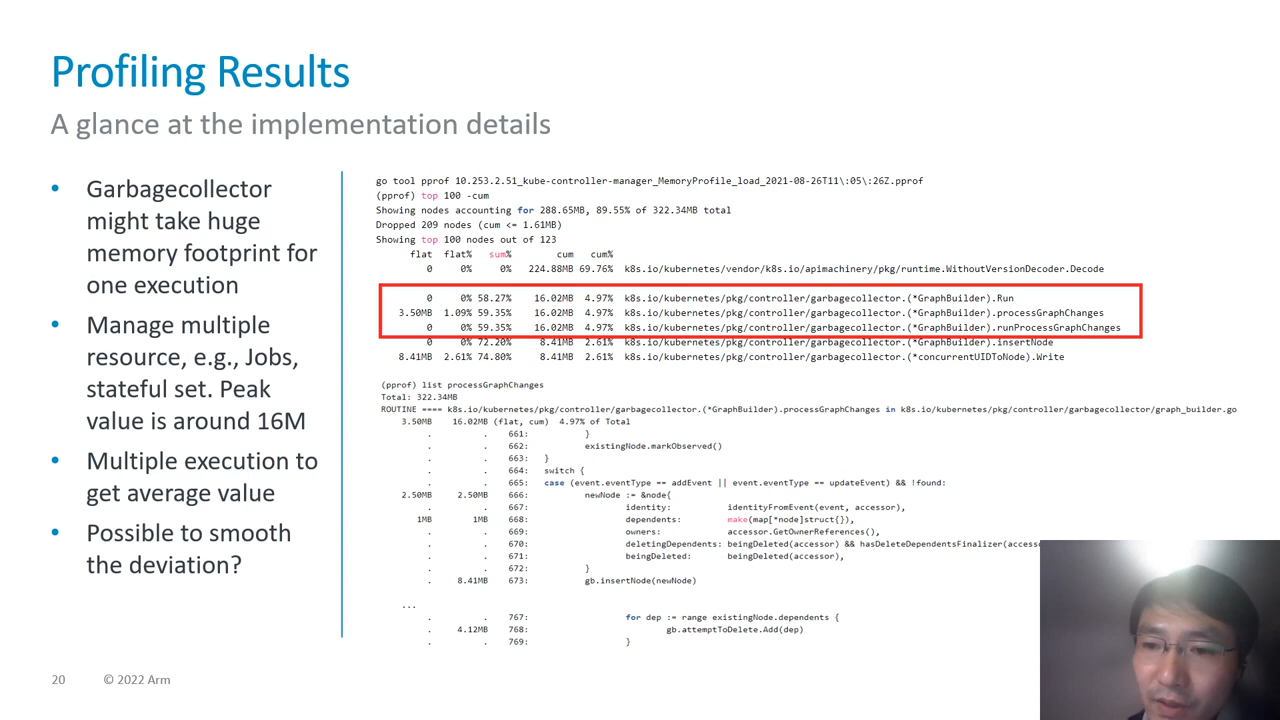 Profiling Results
A glance at the implementation details
• Garbagecollector
might take huge
memory footprint for
one execution
• Manage multiple
resource, e.g., Jobs,
stateful set. Peak
value is around 16M
• Multiple execution to
get average value
• Possible to smooth
the deviation?
go tool pprof 10.253.2.51_kube-controller-manager_MemoryProfile_load_2021-08-26T11\:05\:26Z.pprof
(pprof) top 100 -cum
Showing nodes accounting for 288.65MB, 89.55% of 322.34MB total
Dropped 209 nodes (cum <= 1.61MB)
Showing top 100 nodes out of 123
flat flat% sum% cum cum%
0 0% 0% 224.88MB 69.76% k8s.io/kubernetes/vendor/k8s.io/apimachinery/pkg/runtime.WithoutVersionDecoder.Decode
0 0% 58.27% 16.02MB 4.97% k8s.io/kubernetes/pkg/controller/garbagecollector.(*GraphBuilder).Run
3.50MB 1.09% 59.35% 16.02MB 4.97% k8s.io/kubernetes/pkg/controller/garbagecollector.(*GraphBuilder).processGraphChanges
0 0% 59.35% 16.02MB 4.97% k8s.io/kubernetes/pkg/controller/garbagecollector.(*GraphBuilder).runProcessGraphChanges
0 0% 72.20% 8.41MB 2.61% k8s.io/kubernetes/pkg/controller/garbagecollector.(*GraphBuilder).insertNode
8.41MB 2.61% 74.80% 8.41MB 2.61% k8s.io/kubernetes/pkg/controller/garbagecollector.(*concurrentUIDToNode).Write
(pprof) list processGraphChanges
Total: 322.34MB
ROUTINE ==== k8s.io/kubernetes/pkg/controller/garbagecollector.(*GraphBuilder).processGraphChanges in k8s.io/kubernetes/pkg/controller/garbagecollector/graph_builder.go
3.50MB 16.02MB (flat, cum) 4.97% of Total
. . 661: }
. . 662: existingNode.markObserved()
. . 663: }
. . 664: switch {
. . 665: case (event.eventType == addEvent || event.eventType == updateEvent) && !found:
2.50MB 2.50MB 666: newNode := &node{
. . 667: identity: identityFromEvent(event, accessor),
1MB 1MB 668: dependents: make(map[*node]struct{}),
. . 669: owners: accessor.GetOwnerReferences(),
. . 670: deletingDependents: beingDeleted(accessor) && hasDeleteDependentsFinalizer(accesso
. . 671: beingDeleted: beingDeleted(accessor),
. . 672: }
. 8.41MB 673: gb.insertNode(newNode)
...
. . 767: for dep := range existingNode.dependents {
. 4.12MB 768: gb.attemptToDelete.Add(dep)
. . 769: }
20 © 2022 Arm